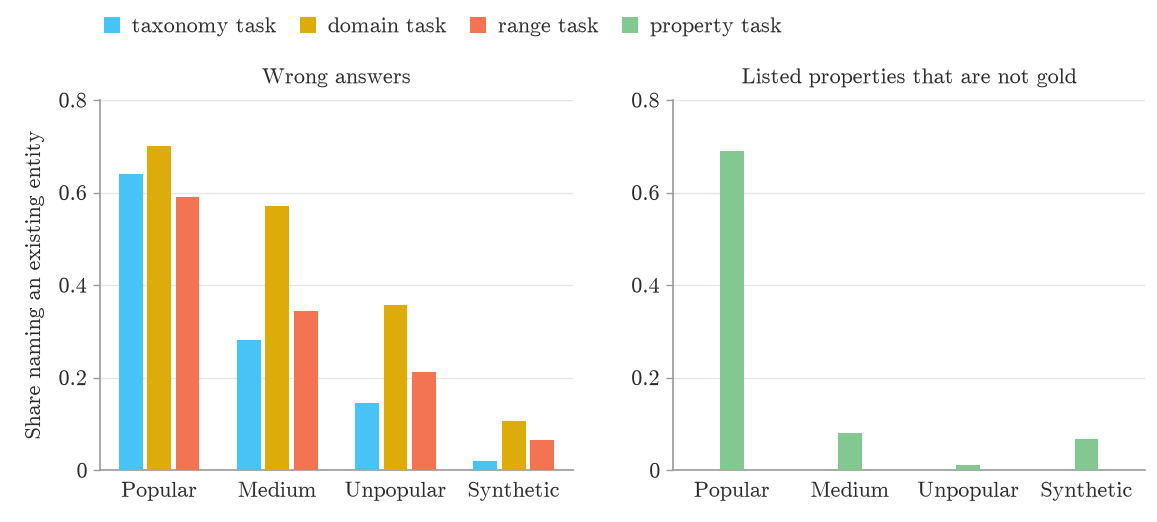 taxonomy task domain task range task property task
Wrong answers
Share naming an existing entity
0.8
0.6
0.4
0.2
0
Popular Medium Unpopular Synthetic
Listed properties that are not gold
0.8
0.6
0.4
0.2
0
Popular Medium Unpopular Synthetic